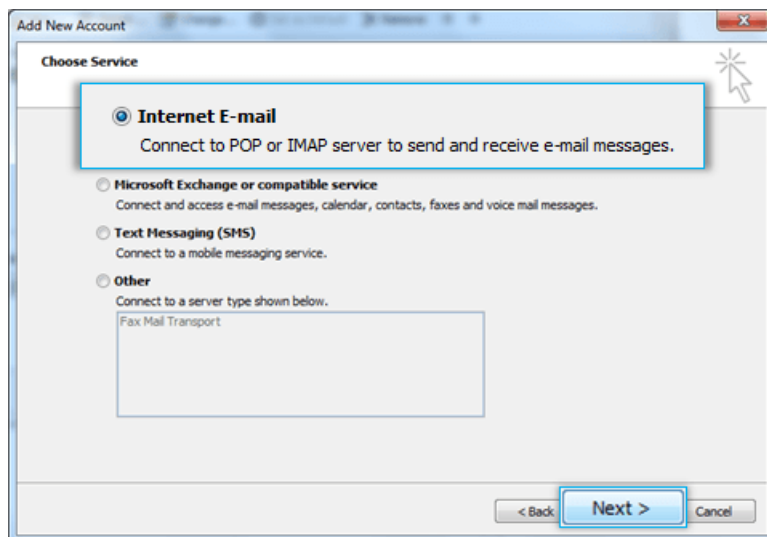 Add New Account
Choose Service
Internet E-mail
Connect to POP or IMAP server to send and receive e-mail messages.
Microsoft Exchange or compatible service
Connect and access e-mail messages, calendar, contacts, faxes and voice mail messages.
Text Messaging (SMS)
Connect to a mobile messaging service.
Other
Connect to a server type shown below.
Fax Mail Transport
< Back Next > Cancel